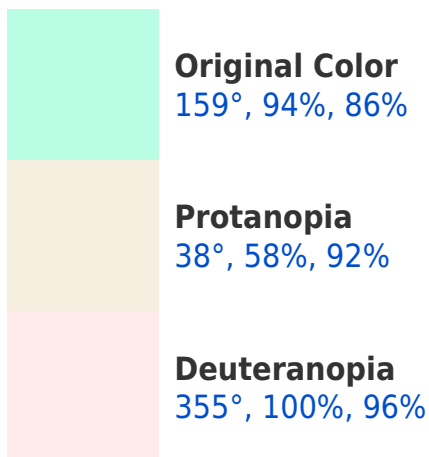 Original Color
159°, 94%, 86%
Protanopia
38°, 58%, 92%
Deuteranopia
355°, 100%, 96%